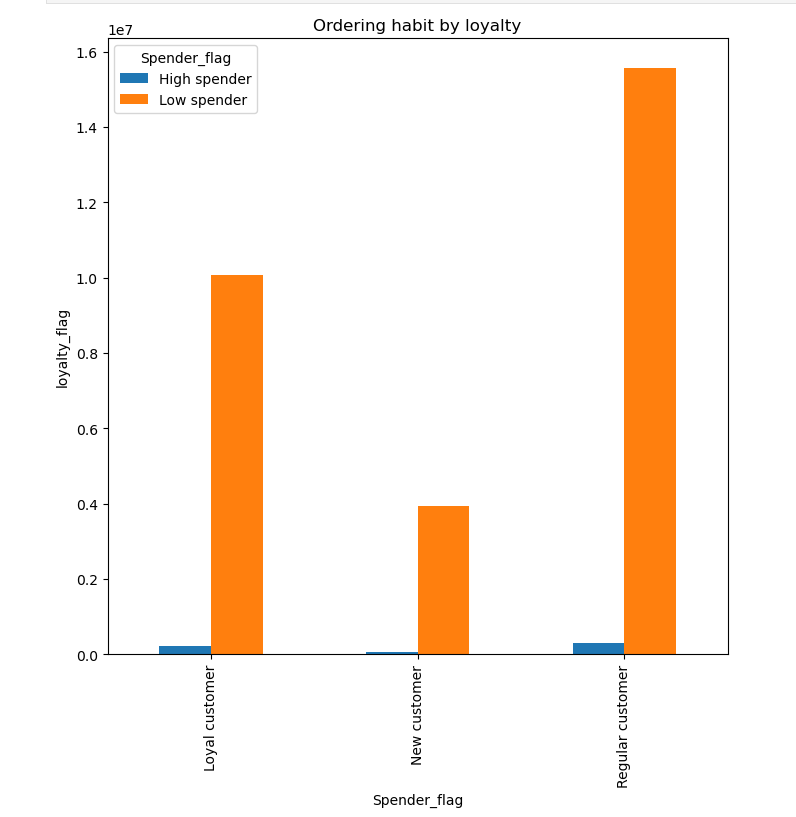 Ordering habit by loyalty
1e7
Spender_flag
High spender
Low spender
1.6
1.4
1.2
1.0
0.8
0.6
0.4
0.2
0.0
loyalty_flag
Loyal customer
New customer
Regular customer
Spender_flag